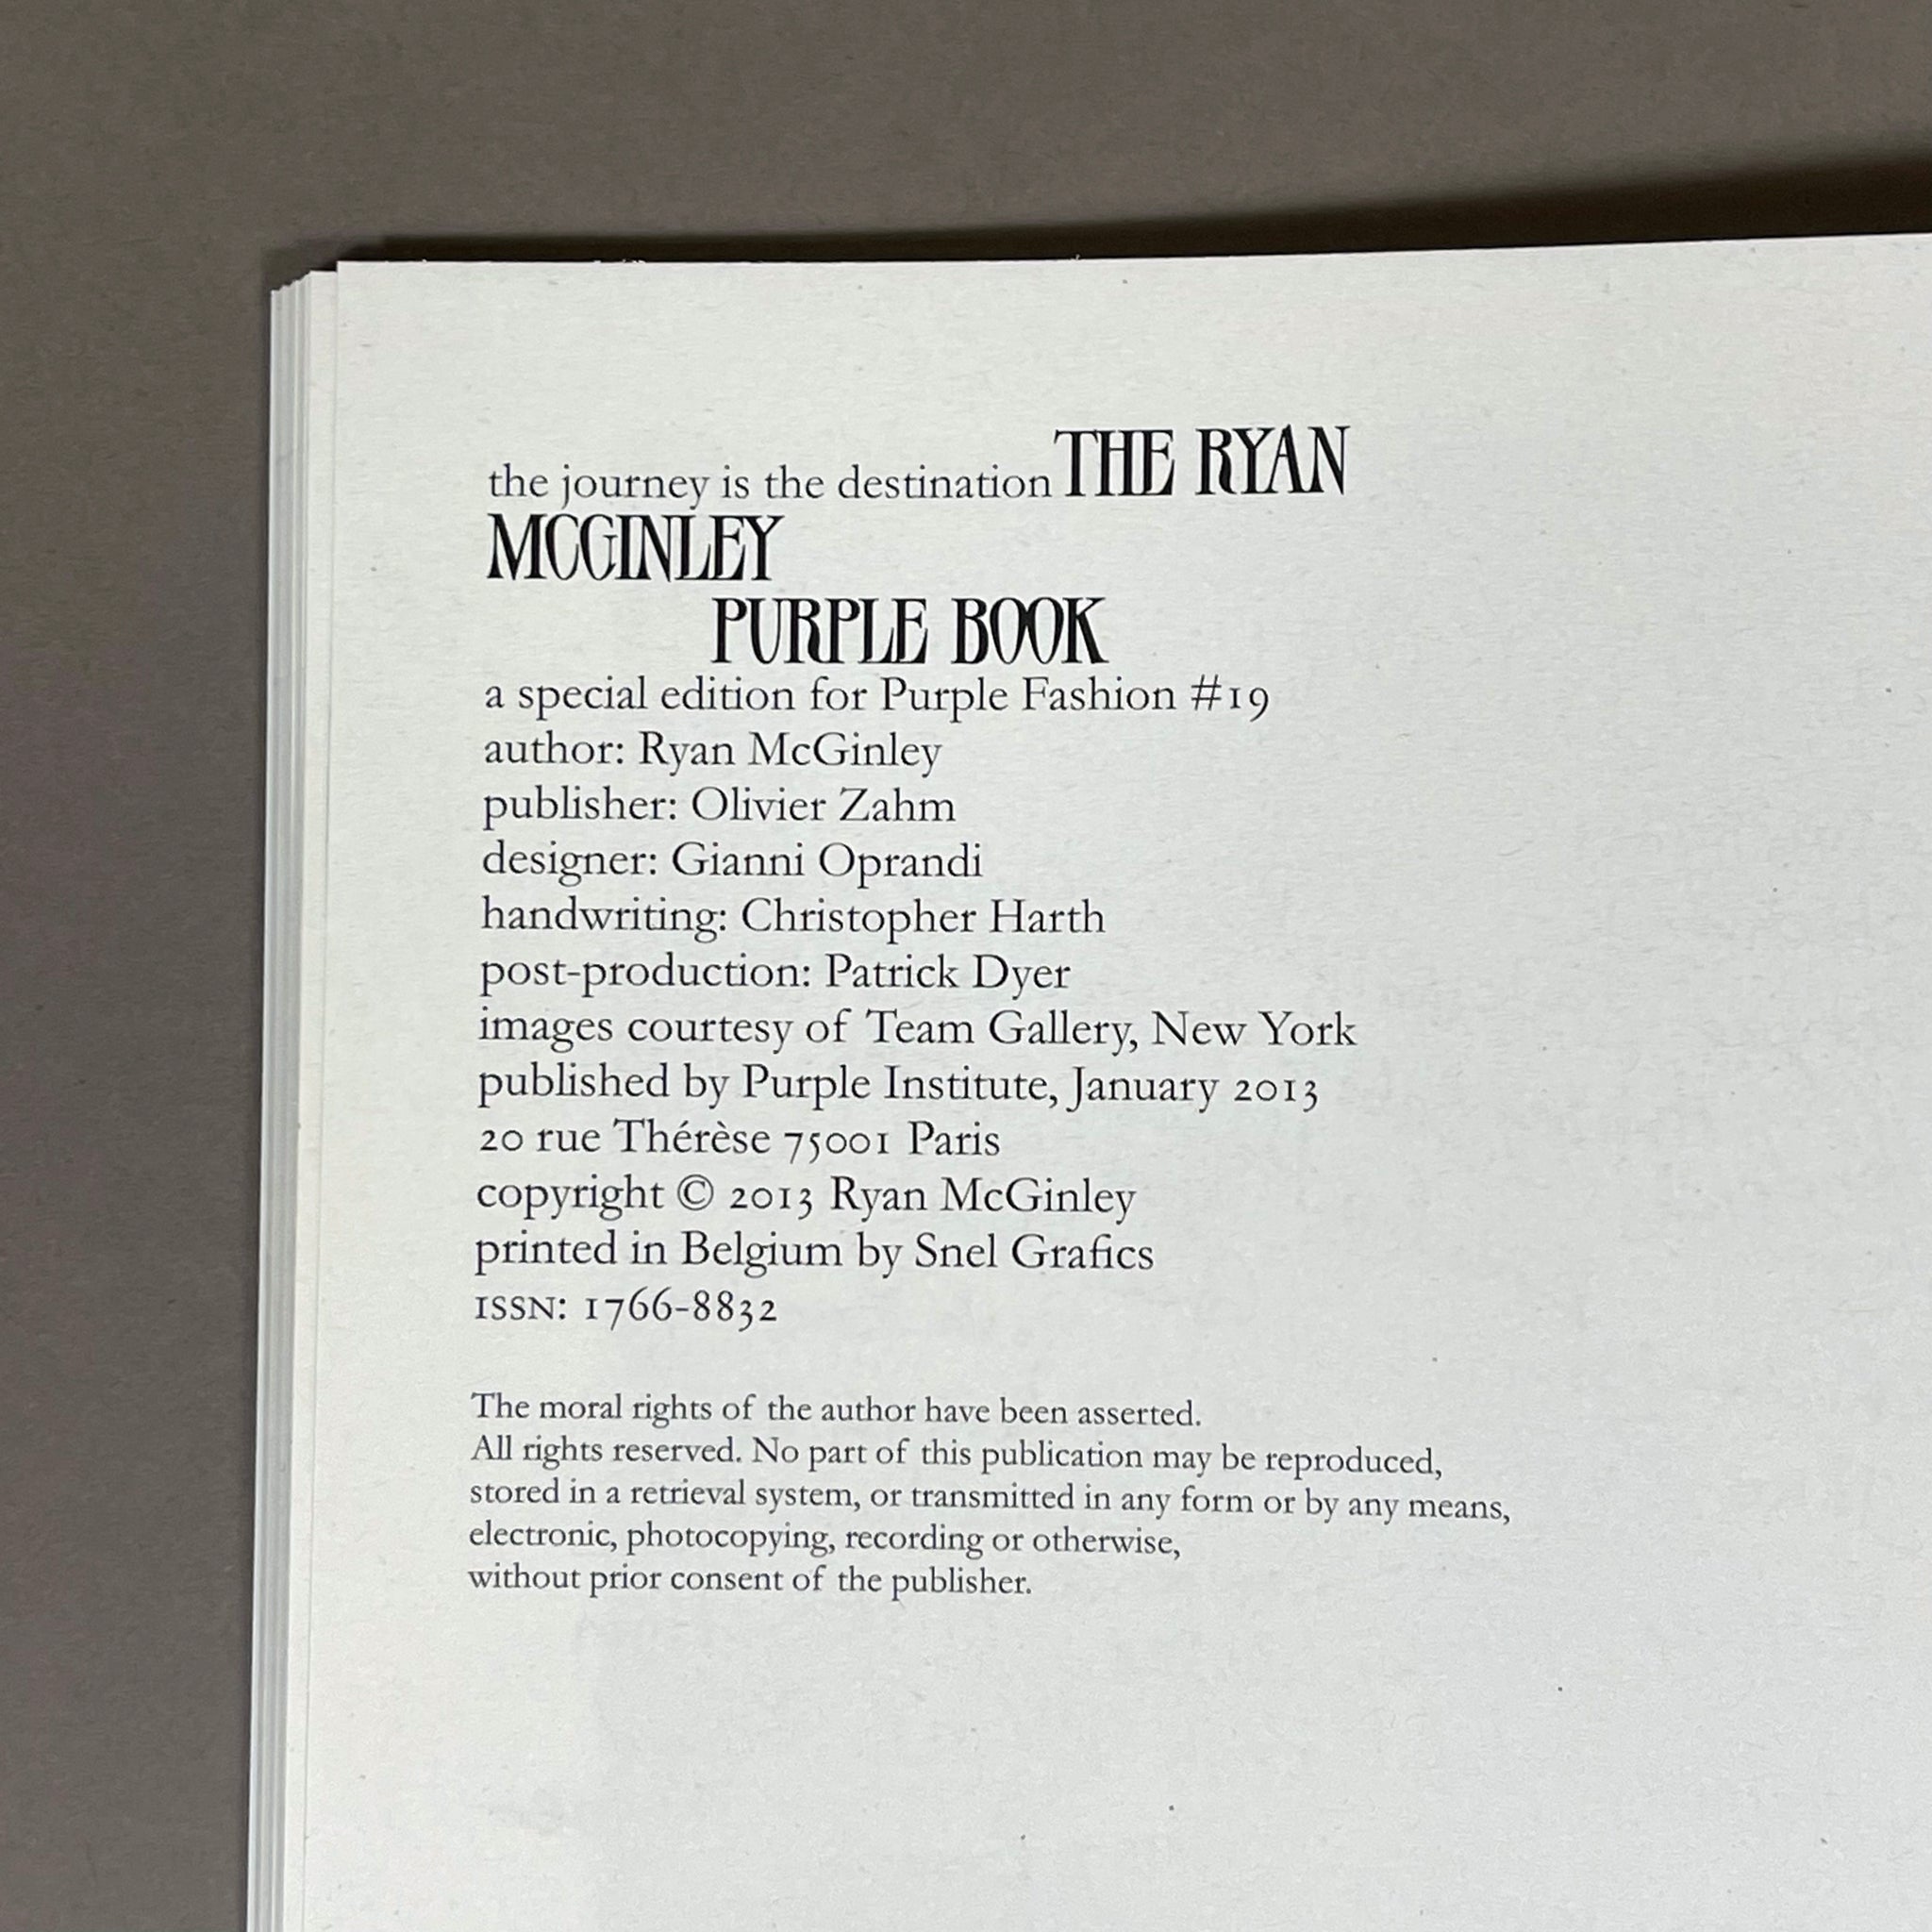 the journey is the destination THE RYAN
MCGINLEY
PURPLE BOOK
a special edition for Purple Fashion #19
author: Ryan McGinley
publisher: Olivier Zahm
designer: Gianni Oprandi
handwriting: Christopher Harth
post-production: Patrick Dyer
images courtesy of Team Gallery, New York
published by Purple Institute, January 2013
20 rue Thérèse 75001 Paris
copyright © 2013 Ryan McGinley
printed in Belgium by Snel Grafics
ISSN: 1766-8832
The moral rights of the author have been asserted.
All rights reserved. No part of this publication may be reproduced,
stored in a retrieval system, or transmitted in any form or by any means,
electronic, photocopying, recording or otherwise,
without prior consent of the publisher.